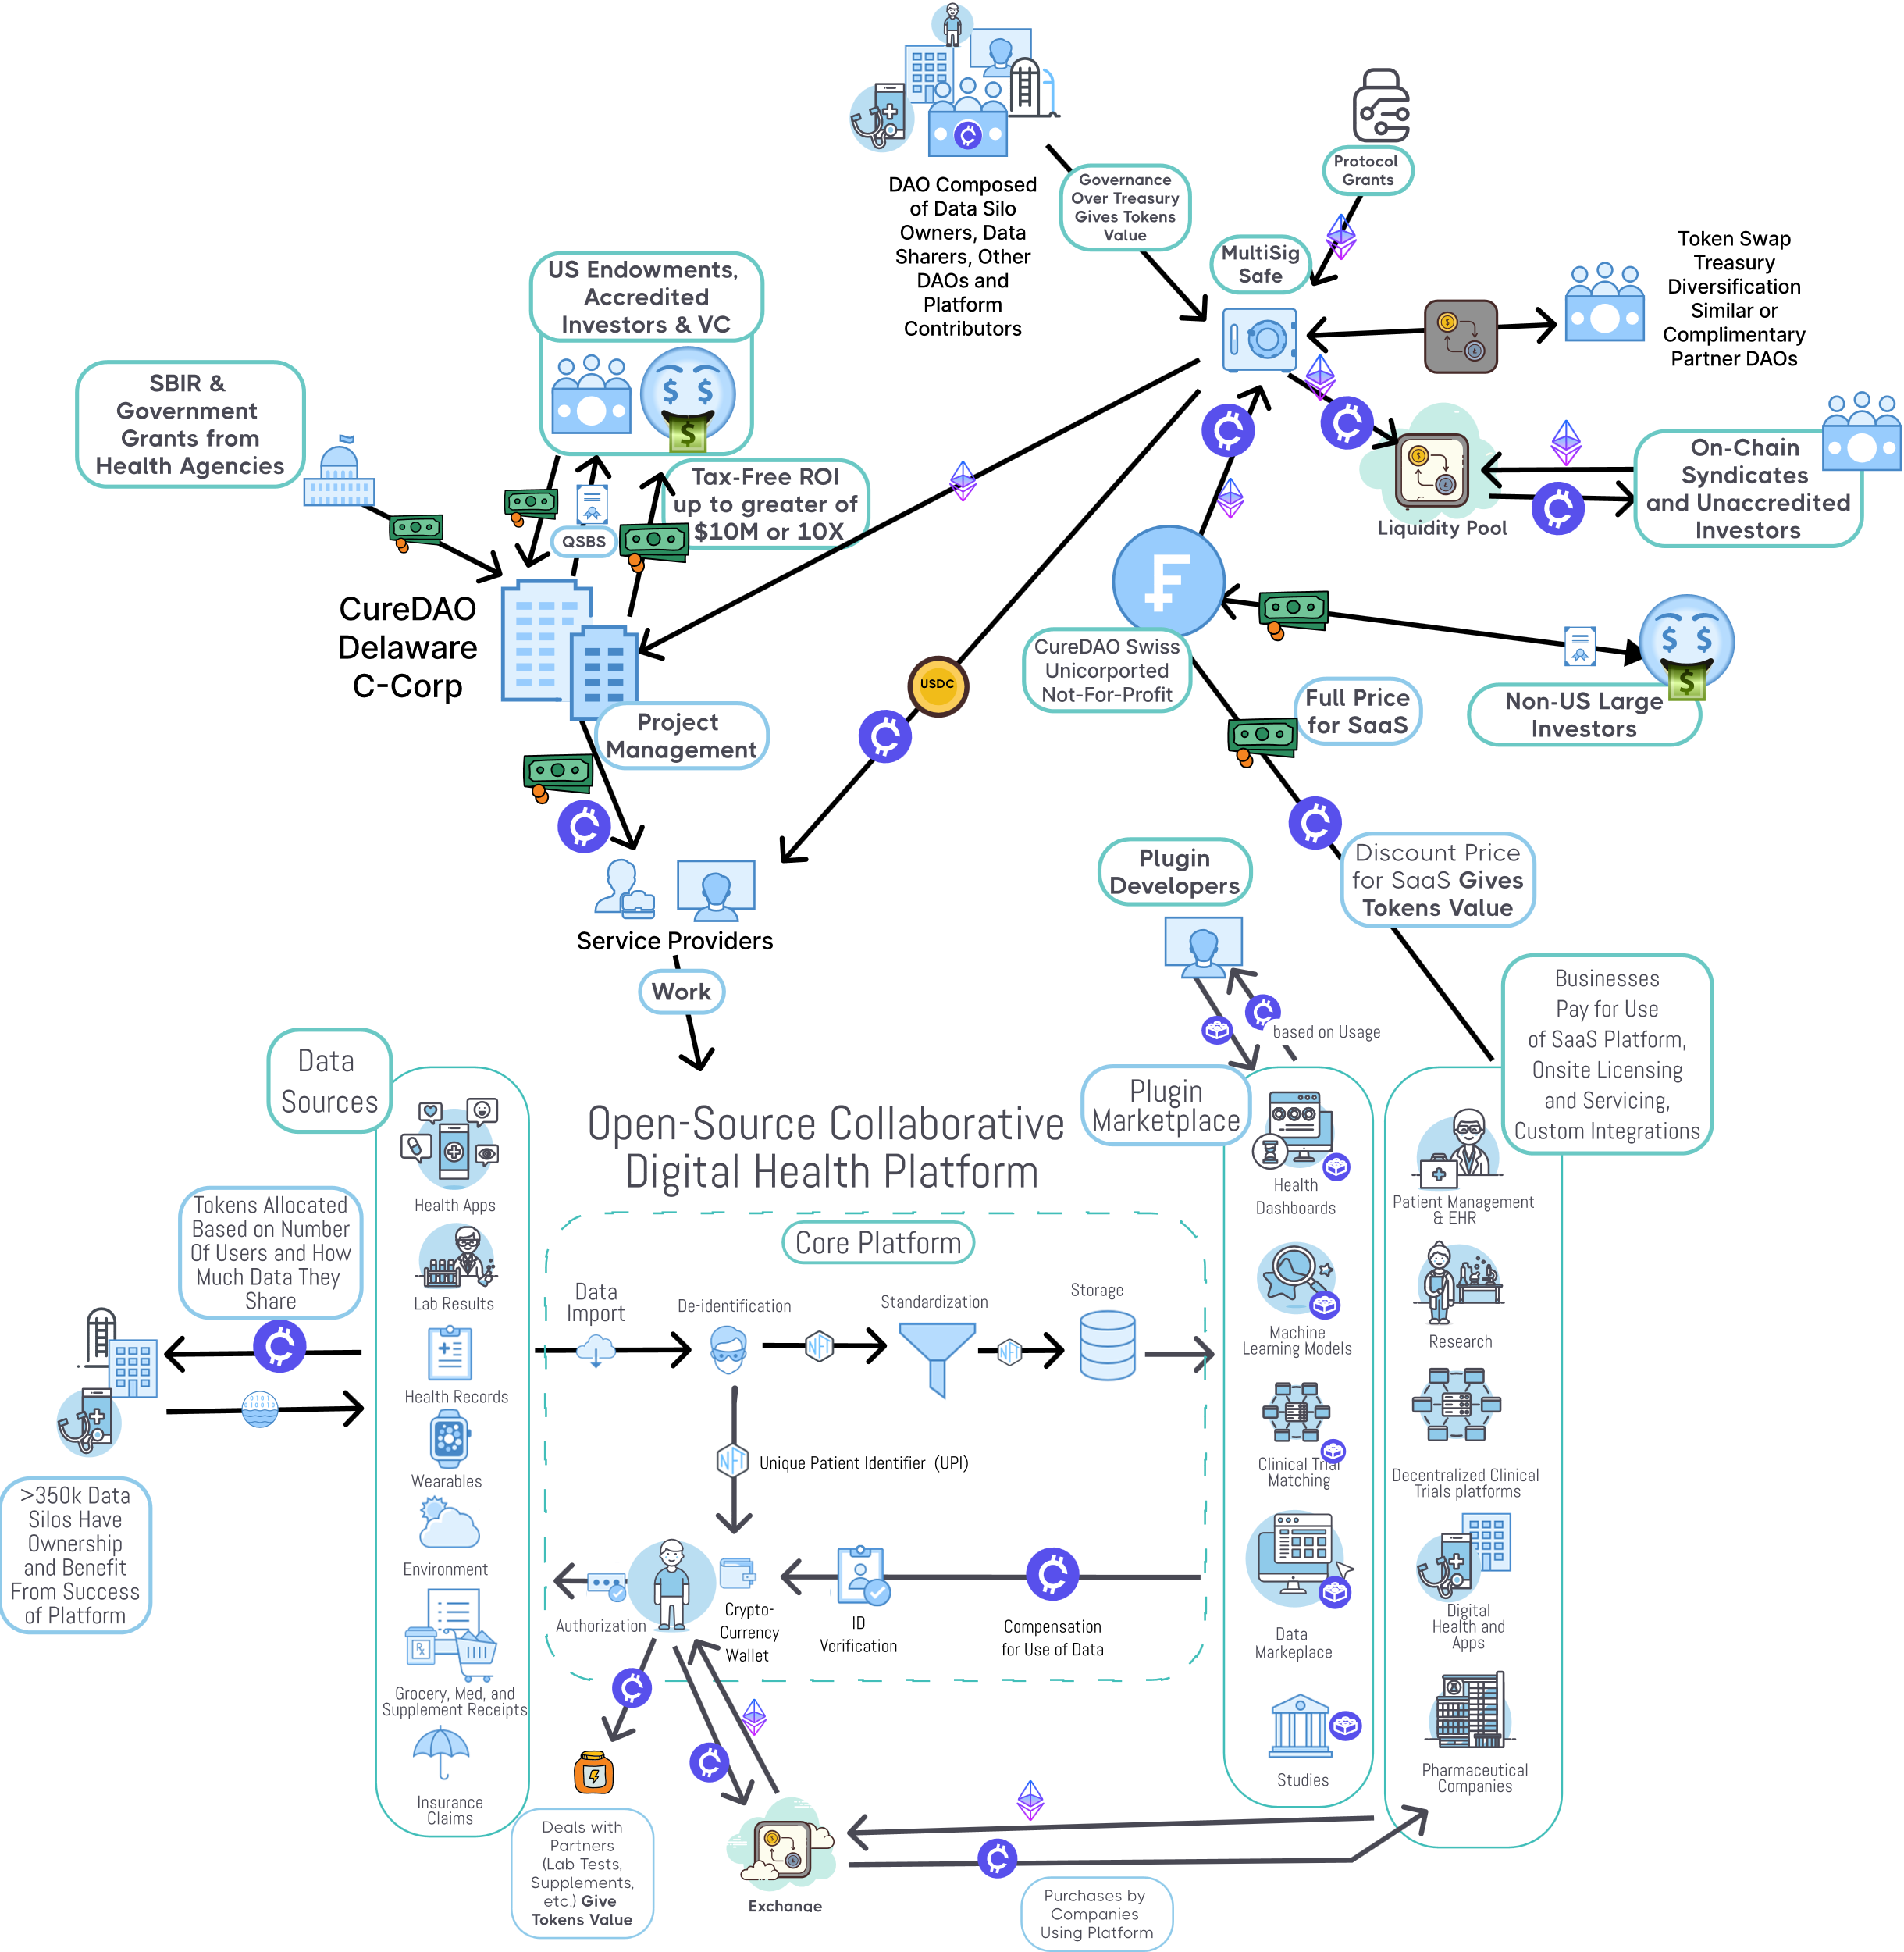 DAO Composed
of Data Silo
Owners, Data
Sharers, Other
DAOs and
Platform
Contributors
Governance
Over Treasury
Gives Tokens
Value
Protocol
Grants
MultiSig
Safe
Token Swap
Treasury
Diversification
Similar or
Complimentary
Partner DAOs
US Endowments,
Accredited
Investors & VC
$ $
$
SBIR &
Government
Grants from
Health Agencies
QSBS
Tax-Free ROI
up to greater of
$10M or 10X
Liquidity Pool
On-Chain
Syndicates
and Unaccredited
Investors
CureDAO
Delaware
C-Corp
Project
Management
USDC
F
CureDAO Swiss
Unicorported
Not-For-Profit
$ $
$
Non-US Large
Investors
Full Price
for SaaS
Discount Price
for SaaS Gives
Tokens Value
Service Providers
Work
Plugin
Developers
based on Usage
Plugin
Marketplace
Businesses
Pay for Use
of SaaS Platform,
Onsite Licensing
and Servicing,
Custom Integrations
Data
Sources
Open-Source Collaborative
Digital Health Platform
Tokens Allocated
Based on Number
Of Users and How
Much Data They
Share
>350k Data
Silos Have
Ownership
and Benefit
From Success
of Platform
Health Apps
Lab Results
Health Records
Wearables
Environment
Rx
Grocery, Med, and
Supplement Receipts
Insurance
Claims
Core Platform
Data
Import
De-identification
NFT
Standardization
NFT
Storage
NFT
Unique Patient Identifier (UPI)
Authorization
Crypto-
Currency
Wallet
ID
Verification
Compensation
for Use of Data
Health
Dashboards
Machine
Learning Models
Clinical Trial
Matching
Data
Markeplace
Studies
Patient Management
& EHR
Research
Decentralized Clinical
Trials platforms
Digital
Health and
Apps
Pharmaceutical
Companies
Deals with
Partners
(Lab Tests,
Supplements,
etc.) Give
Tokens Value
Exchange
Purchases by
Companies
Using Platform